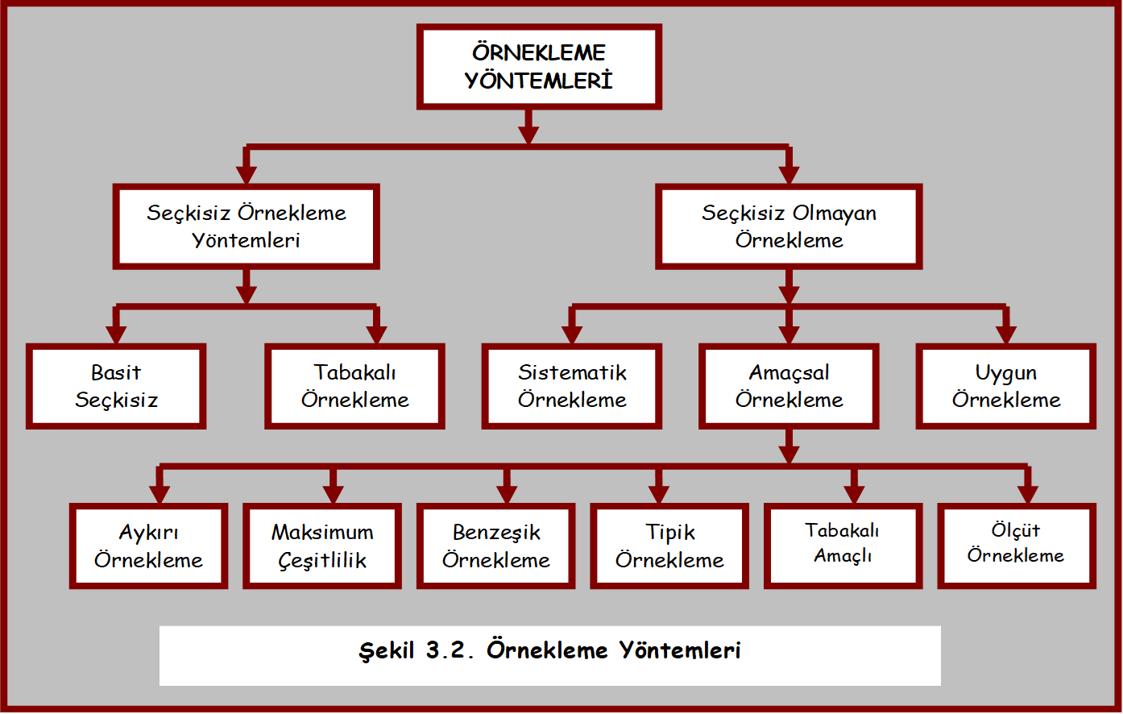 ÖRNEKLEME
YÖNTEMLERİ
Seçkisiz Örnekleme
Yöntemleri
Seçkisiz Olmayan
Örnekleme
Basit
Seçkisiz
Tabakalı
Örnekleme
Sistematik
Örnekleme
Amaçsal
Örnekleme
Uygun
Örnekleme
Aykırı
Örnekleme
Maksimum
Çeşitlilik
Benzeşik
Örnekleme
Tipik
Örnekleme
Tabakalı
Amaçlı
Ölçüt
Örnekleme
Şekil 3.2. Örnekleme Yöntemleri